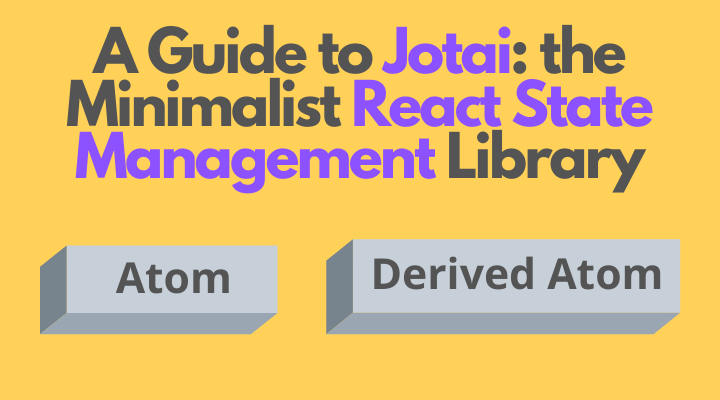 A Guide to Jotai: the
Minimalist React State
Management Library
Atom
Derived Atom